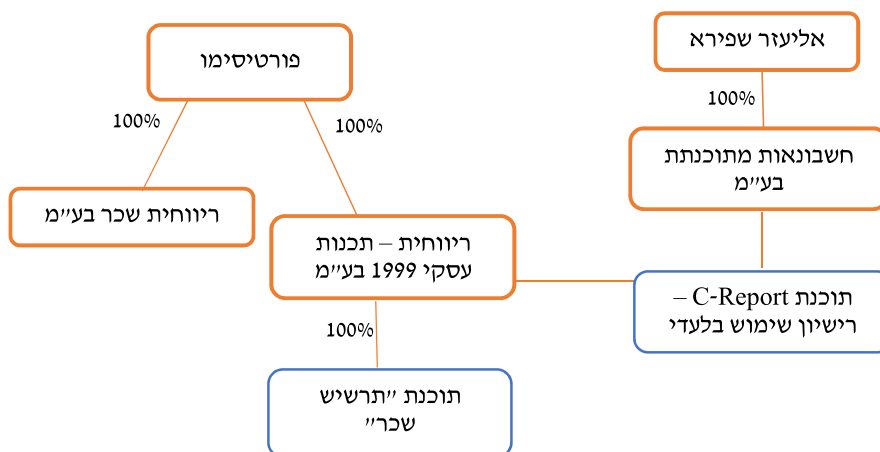 אליעזר שפירא
פורטיסימו
100%
100%
100%
חשבונאות מתוכנתת
בע"מ
ריווחית שכר בע"מ
ריווחית – תכנות
עסקי 1999 בע"מ
תוכנת C-Report –
רישיון שימוש בלעדי
100%
תוכנת "תרשיש
שכר"